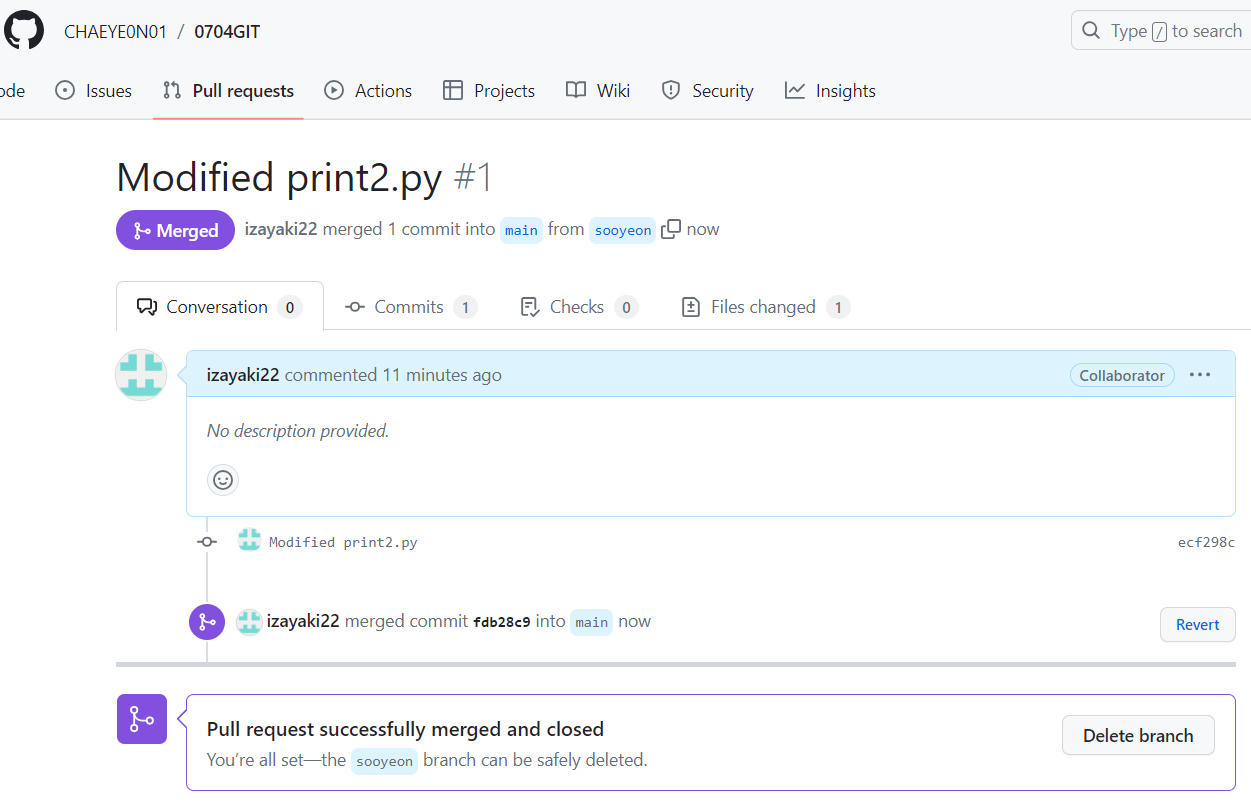 CHAEYE0N01 / 0704GIT
Type / to search
ode Issues Pull requests Actions Projects Wiki Security Insights
Modified print2.py #1
Merged izayaki22 merged 1 commit into main from sooyeon now
Conversation 0 Commits 1 Checks 0 Files changed 1
izayaki22 commented 11 minutes ago Collaborator ...
No description provided.
Modified print2.py ecf298c
izayaki22 merged commit fdb28c9 into main now Revert
Pull request successfully merged and closed
You're all set—the sooyeon branch can be safely deleted.
Delete branch